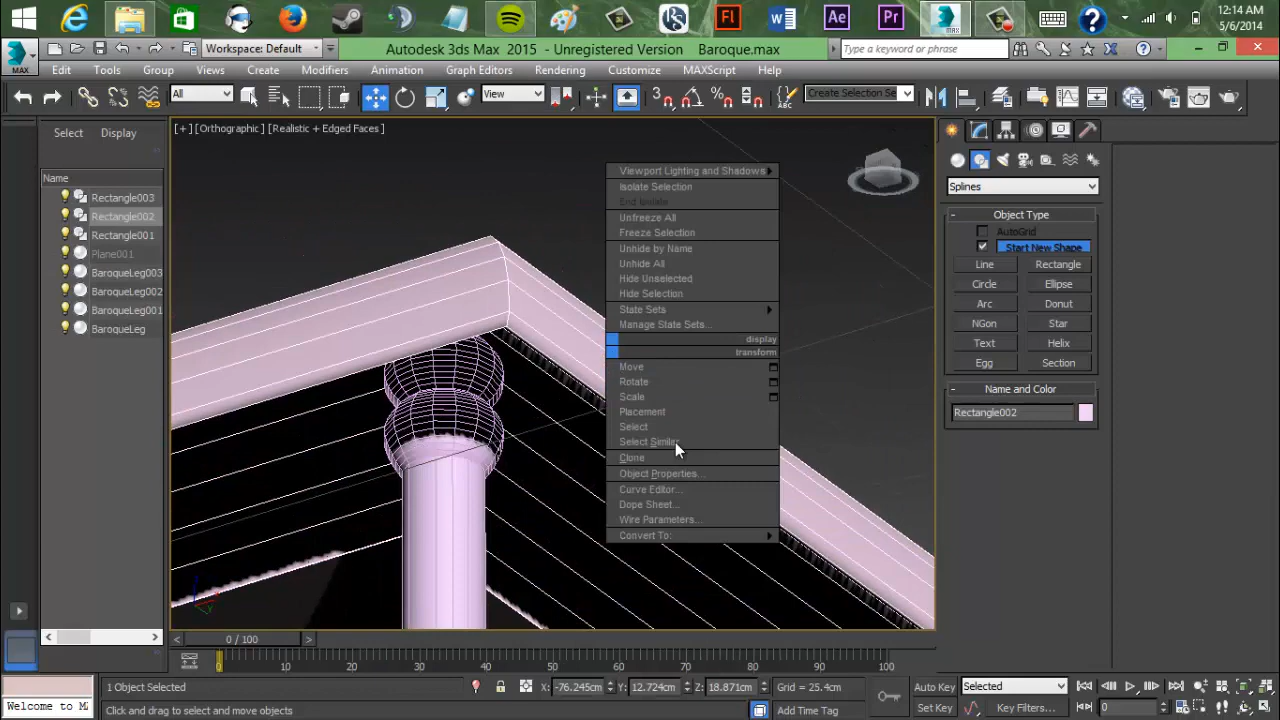 12:14 AM
5/6/2014
Fl
Ae
Pr
MAX
Workspace: Default
Autodesk 3ds Max 2015 - Unregistered Version Baroque.max
Type a keyword or phrase
MAX
Edit Tools Group Views Create Modifiers Animation Graph Editors Rendering Customize MAXScript Help
All
View
Create Selection Se
Select Display
[+] [Orthographic] [Realistic + Edged Faces]
Name
Rectangle003
Rectangle002
Rectangle001
Plane001
BaroqueLeg003
BaroqueLeg002
BaroqueLeg001
BaroqueLeg
Viewport Lighting and Shadows
Isolate Selection
End Isolate
Unfreeze All
Freeze Selection
Unhide by Name
Unhide All
Hide Unselected
Hide Selection
State Sets
Manage State Sets...
display
transform
Move
Rotate
Scale
Placement
Select
Select Similar
Clone
Object Properties...
Curve Editor...
Dope Sheet...
Wire Parameters...
Convert To:
Splines
- Object Type
AutoGrid
Start New Shape
Line Rectangle
Circle Ellipse
Arc Donut
NGon Star
Text Helix
Egg Section
- Name and Color
Rectangle002
< 0 / 100 >
0 10 20 30 40 50 60 70 80 90 100
1 Object Selected
X: -76.245cm Y: 12.724cm Z: 18.871cm Grid = 25.4cm
Auto Key Selected
Welcome to M
Click and drag to select and move objects
Add Time Tag
Set Key Key Filters...
0